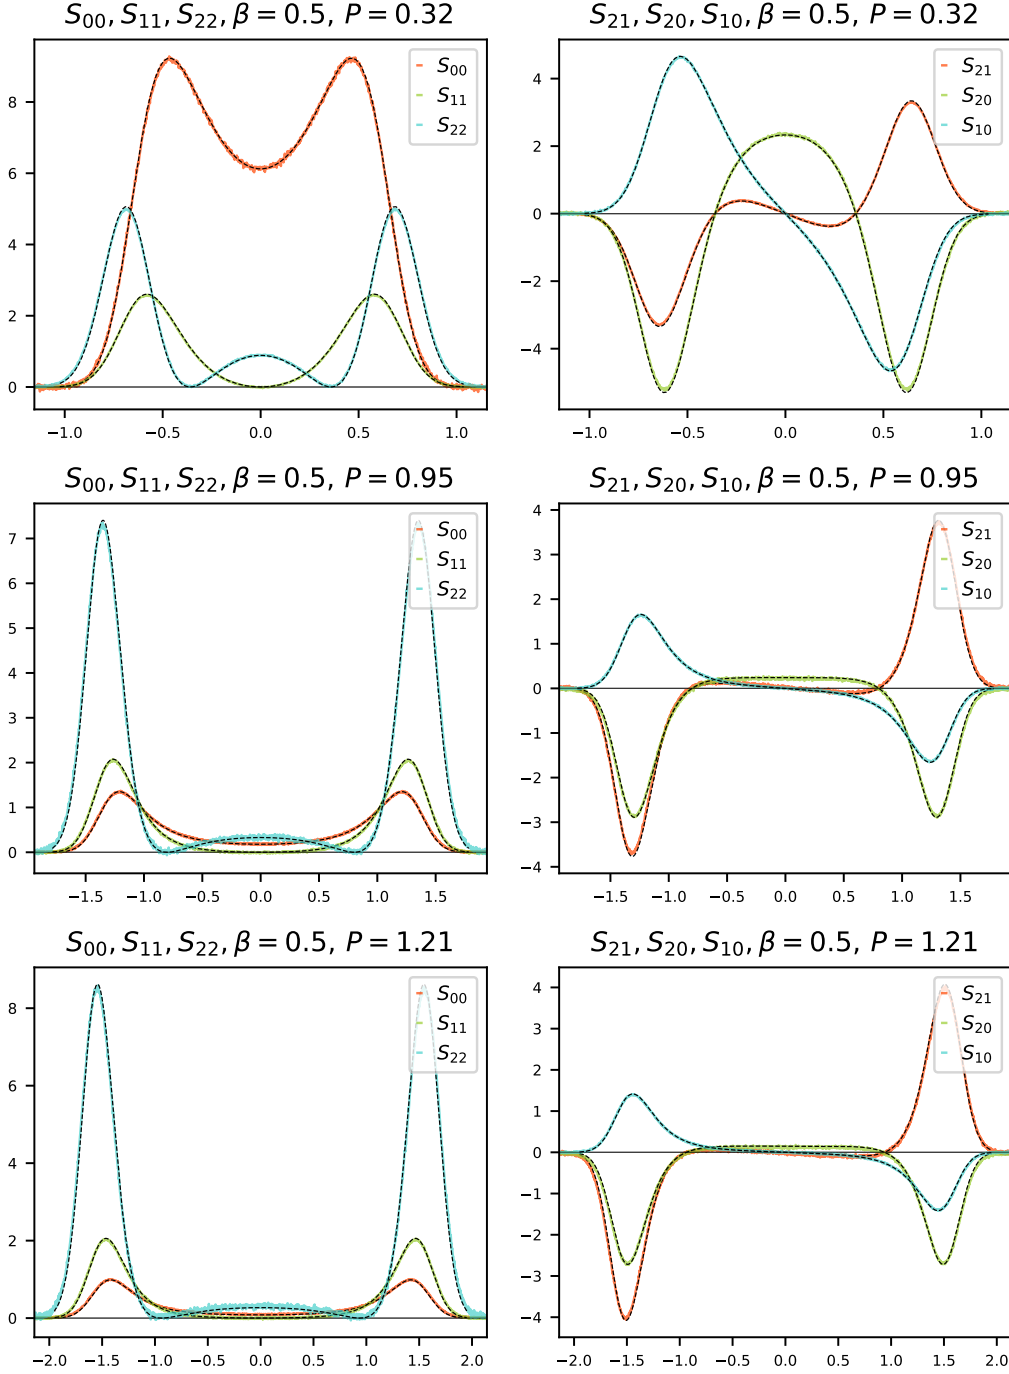 S₀₀, S₁₁, S₂₂, β = 0.5, P = 0.32
8
6
4
2
0
−1.0 −0.5 0.0 0.5 1.0
S₀₀
S₁₁
S₂₂
S₂₁, S₂₀, S₁₀, β = 0.5, P = 0.32
4
2
0
−2
−4
−1.0 −0.5 0.0 0.5 1.0
S₂₁
S₂₀
S₁₀
S₀₀, S₁₁, S₂₂, β = 0.5, P = 0.95
7
6
5
4
3
2
1
0
−1.5 −1.0 −0.5 0.0 0.5 1.0 1.5
S₀₀
S₁₁
S₂₂
S₂₁, S₂₀, S₁₀, β = 0.5, P = 0.95
4
3
2
1
0
−1
−2
−3
−4
−1.5 −1.0 −0.5 0.0 0.5 1.0 1.5
S₂₁
S₂₀
S₁₀
S₀₀, S₁₁, S₂₂, β = 0.5, P = 1.21
8
6
4
2
0
−2.0 −1.5 −1.0 −0.5 0.0 0.5 1.0 1.5 2.0
S₀₀
S₁₁
S₂₂
S₂₁, S₂₀, S₁₀, β = 0.5, P = 1.21
4
3
2
1
0
−1
−2
−3
−4
−2.0 −1.5 −1.0 −0.5 0.0 0.5 1.0 1.5 2.0
S₂₁
S₂₀
S₁₀